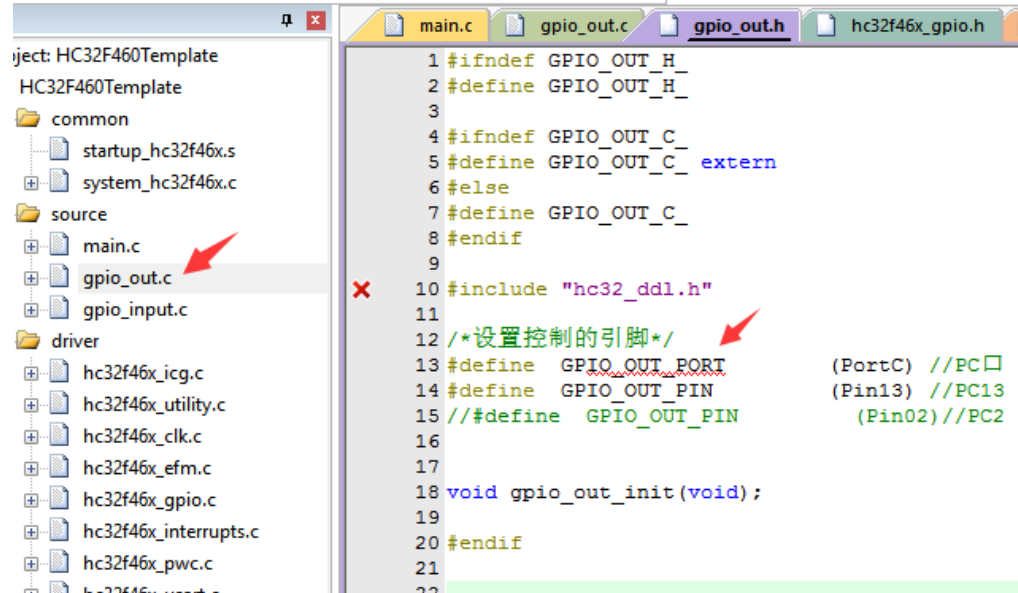 main.c
gpio_out.c
gpio_out.h
hc32f46x_gpio.h
ject: HC32F460Template
HC32F460Template
common
startup_hc32f46x.s
system_hc32f46x.c
source
main.c
gpio_out.c
gpio_input.c
driver
hc32f46x_icg.c
hc32f46x_utility.c
hc32f46x_clk.c
hc32f46x_efm.c
hc32f46x_gpio.c
hc32f46x_interrupts.c
hc32f46x_pwc.c
1 #ifndef GPIO_OUT_H_
2 #define GPIO_OUT_H_
3
4 #ifndef GPIO_OUT_C_
5 #define GPIO_OUT_C_ extern
6 #else
7 #define GPIO_OUT_C_
8 #endif
9
10 #include "hc32_ddl.h"
11
12 /*设置控制的引脚*/
13 #define GPIO_OUT_PORT (PortC) //PC口
14 #define GPIO_OUT_PIN (Pin13) //PC13
15 //#define GPIO_OUT_PIN (Pin02)//PC2
16
17
18 void gpio_out_init(void);
19
20 #endif
21
22